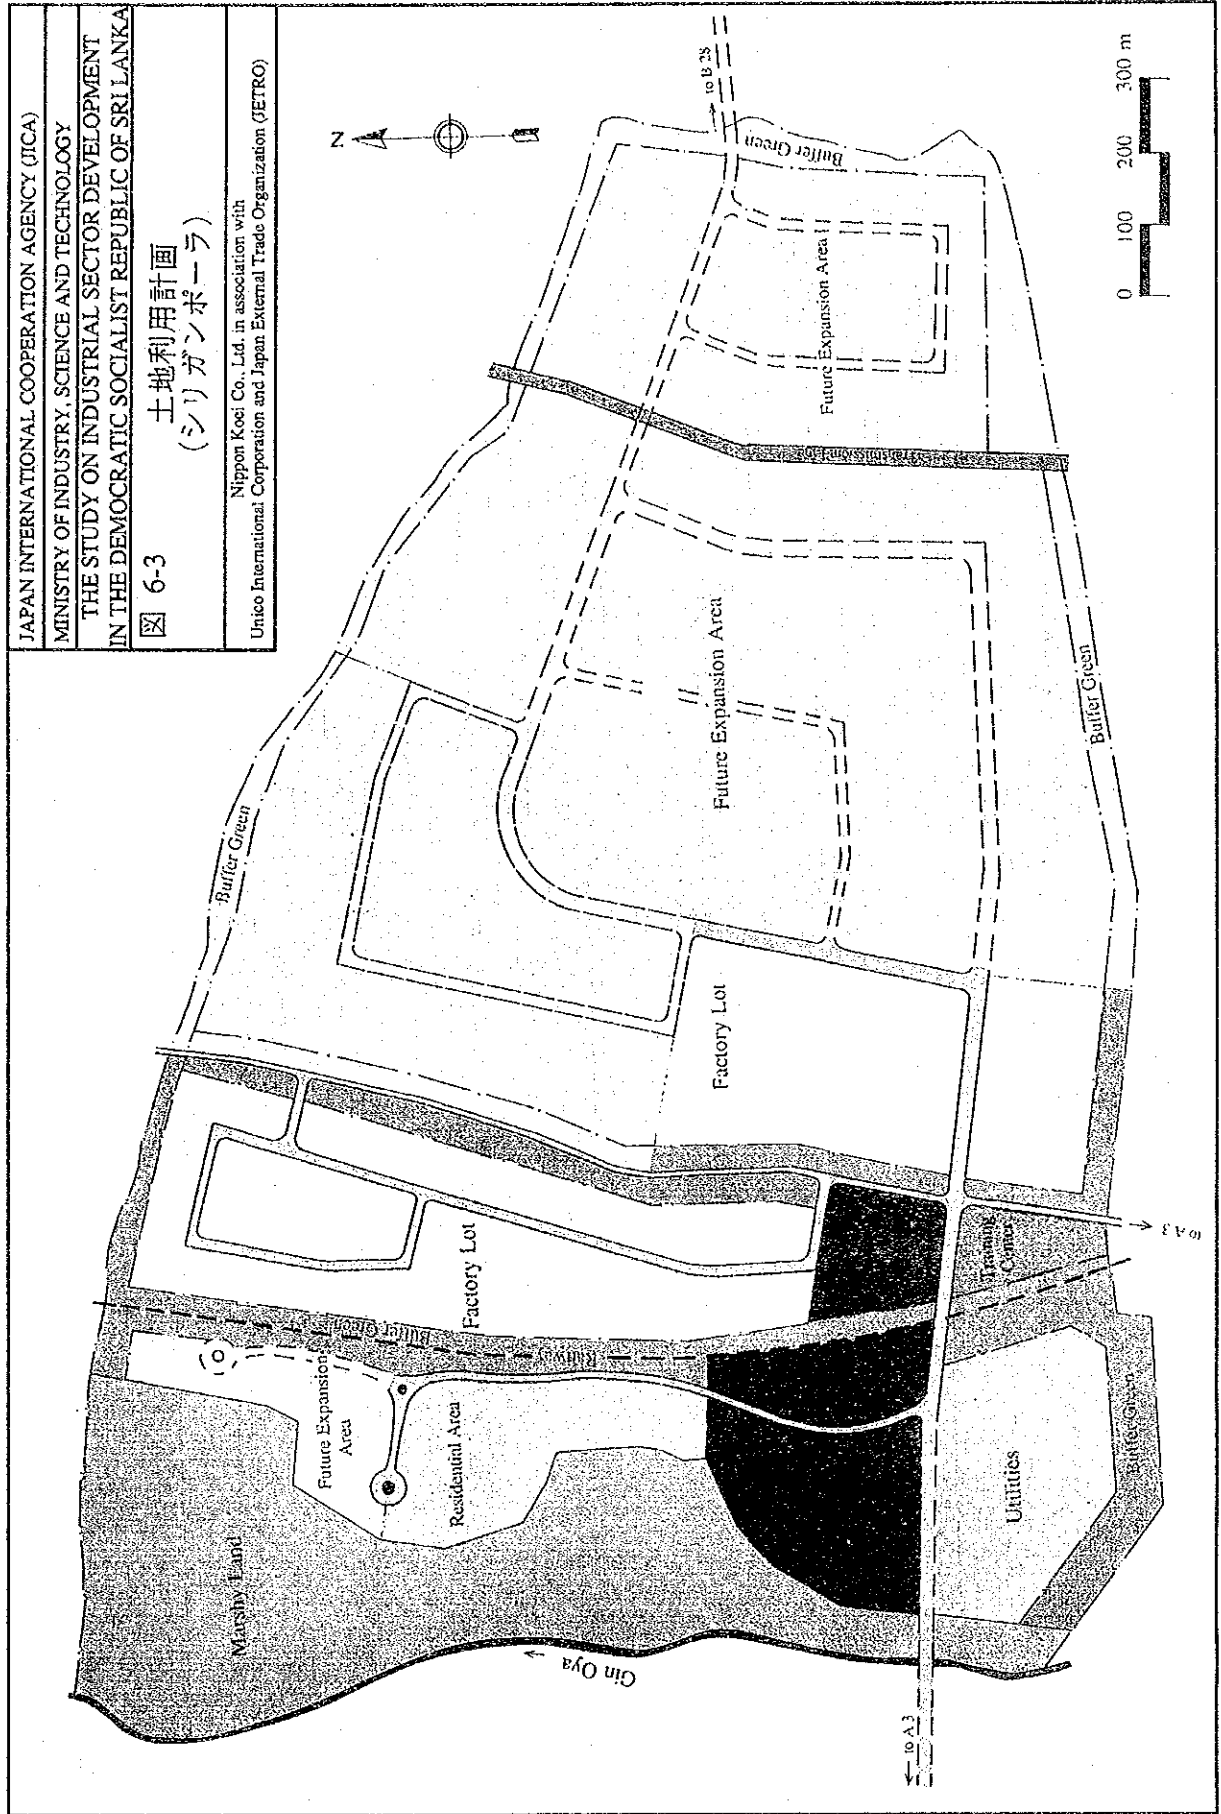 JAPAN INTERNATIONAL COOPERATION AGENCY (JICA)
MINISTRY OF INDUSTRY, SCIENCE AND TECHNOLOGY
THE STUDY ON INDUSTRIAL SECTOR DEVELOPMENT
IN THE DEMOCRATIC SOCIALIST REPUBLIC OF SRI LANKA
図 6-3
土地利用計画
(シリガンポーラ)
Nippon Koei Co., Ltd. in association with
Unico International Corporation and Japan External Trade Organization (JETRO)
N
to B 28
Buffer Green
0 100 200 300 m
Future Expansion Area
Future Expansion Area
Buffer Green
Buffer Green
Factory Lot
Factory Lot
Buffer Green
Future Expansion
Area
Residential Area
Training
Center
to A 3
Marshy Land
Utilities
Buffer Green
Gin Oya
to A 3